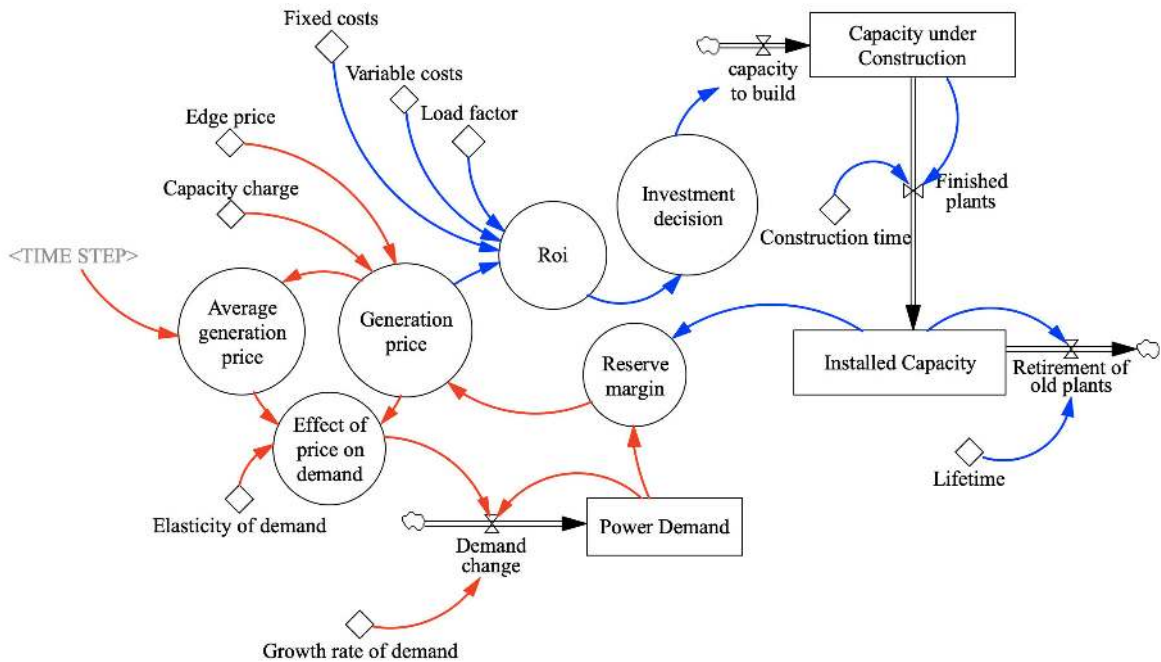 Fixed costs
Variable costs
Load factor
Edge price
Capacity charge
<TIME STEP>
Average
generation
price
Generation
price
Effect of
price on
demand
Elasticity of demand
Roi
Investment
decision
capacity
to build
Capacity under
Construction
Finished
plants
Construction time
Reserve
margin
Installed Capacity
Retirement of
old plants
Lifetime
Power Demand
Demand
change
Growth rate of demand